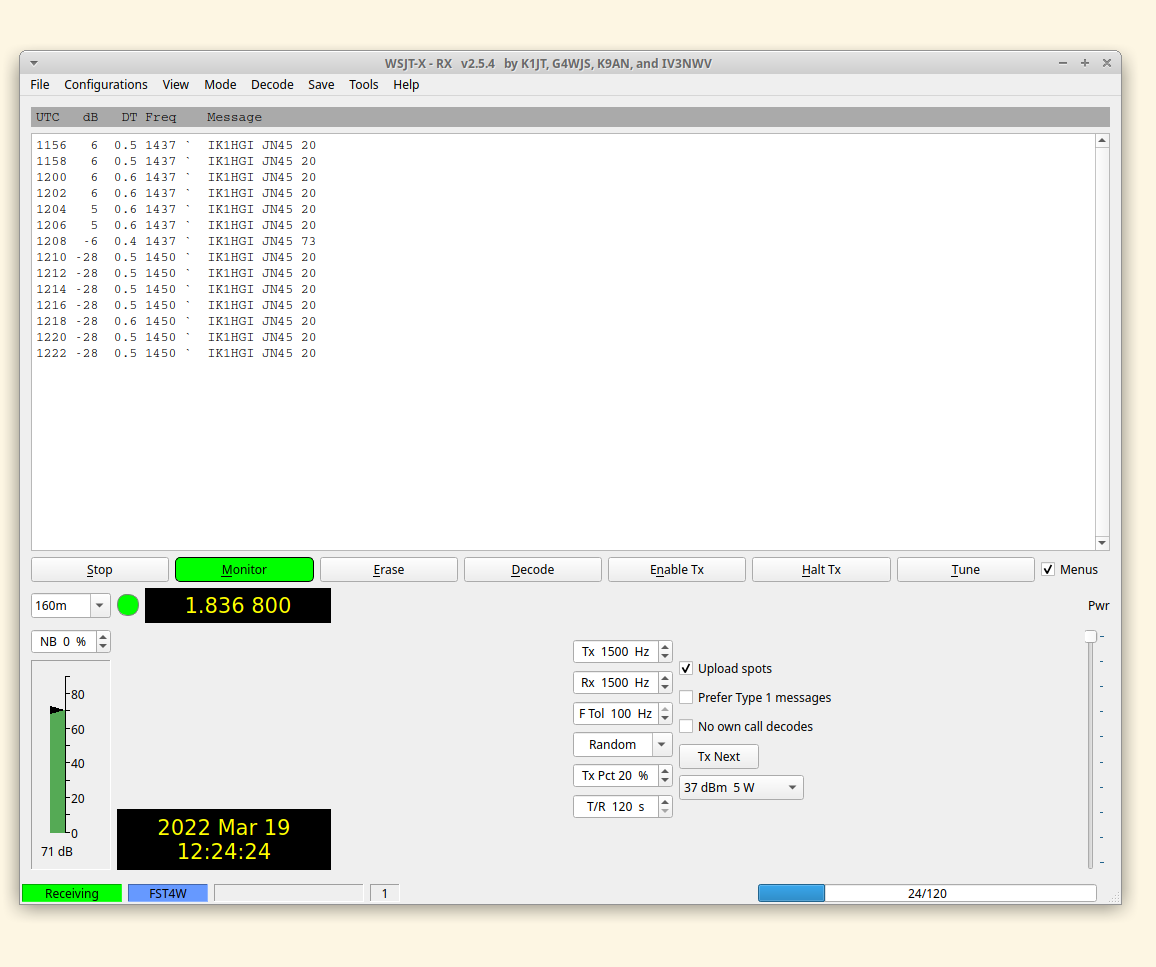 WSJT-X - RX v2.5.4 by K1JT, G4WJS, K9AN, and IV3NWV
File Configurations View Mode Decode Save Tools Help
UTC dB DT Freq Message
1156 6 0.5 1437 ` IK1HGI JN45 20
1158 6 0.5 1437 ` IK1HGI JN45 20
1200 6 0.6 1437 ` IK1HGI JN45 20
1202 6 0.6 1437 ` IK1HGI JN45 20
1204 5 0.6 1437 ` IK1HGI JN45 20
1206 5 0.6 1437 ` IK1HGI JN45 20
1208 -6 0.4 1437 ` IK1HGI JN45 73
1210 -28 0.5 1450 ` IK1HGI JN45 20
1212 -28 0.5 1450 ` IK1HGI JN45 20
1214 -28 0.5 1450 ` IK1HGI JN45 20
1216 -28 0.5 1450 ` IK1HGI JN45 20
1218 -28 0.6 1450 ` IK1HGI JN45 20
1220 -28 0.5 1450 ` IK1HGI JN45 20
1222 -28 0.5 1450 ` IK1HGI JN45 20
Stop Monitor Erase Decode Enable Tx Halt Tx Tune Menus
160m 1.836 800 Pwr
NB 0 %
Tx 1500 Hz
Upload spots
Rx 1500 Hz
Prefer Type 1 messages
F Tol 100 Hz
No own call decodes
Random
Tx Next
Tx Pct 20 %
37 dBm 5 W
T/R 120 s
80
60
40
20
0
71 dB
2022 Mar 19
12:24:24
Receiving FST4W 1 24/120